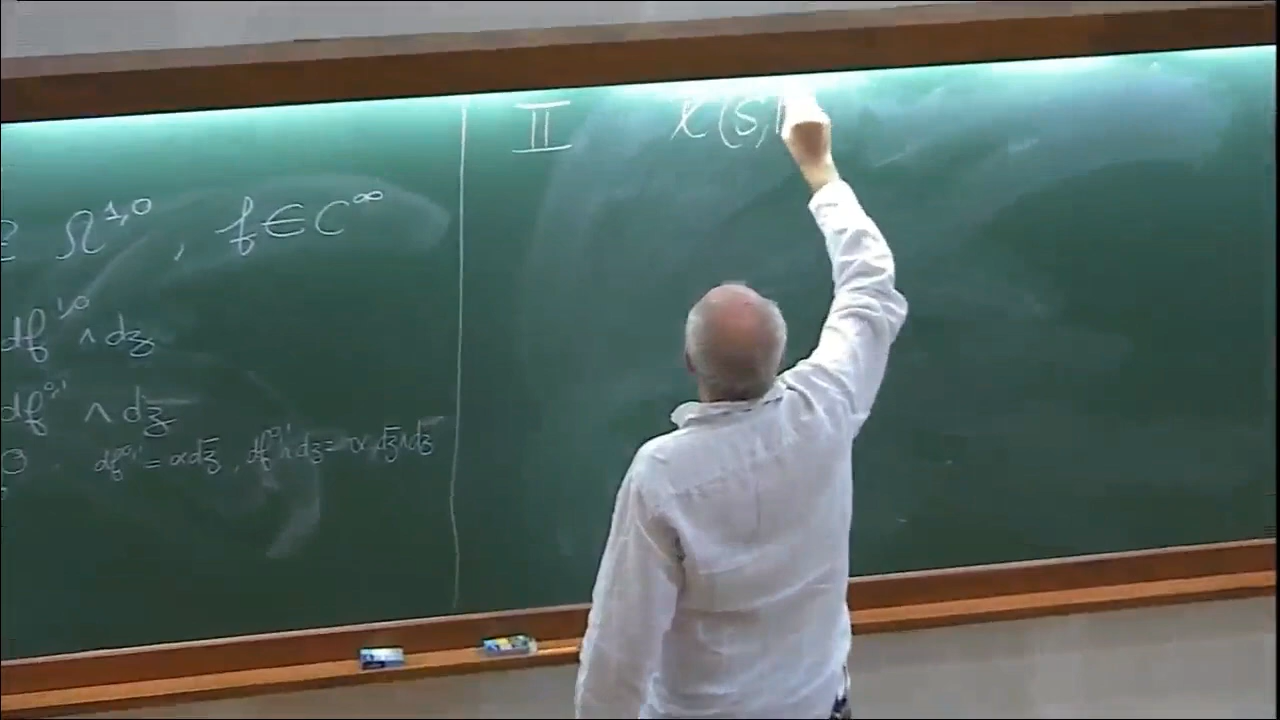 Ω^{1,0} , f ∈ C^∞
df^{1,0} ∧ dz
df^{0,1} ∧ dz̄
df^{0,1} = α dz̄ , df^{0,1} ∧ dz̄ = α dz̄ ∧ dz̄
II χ(S,